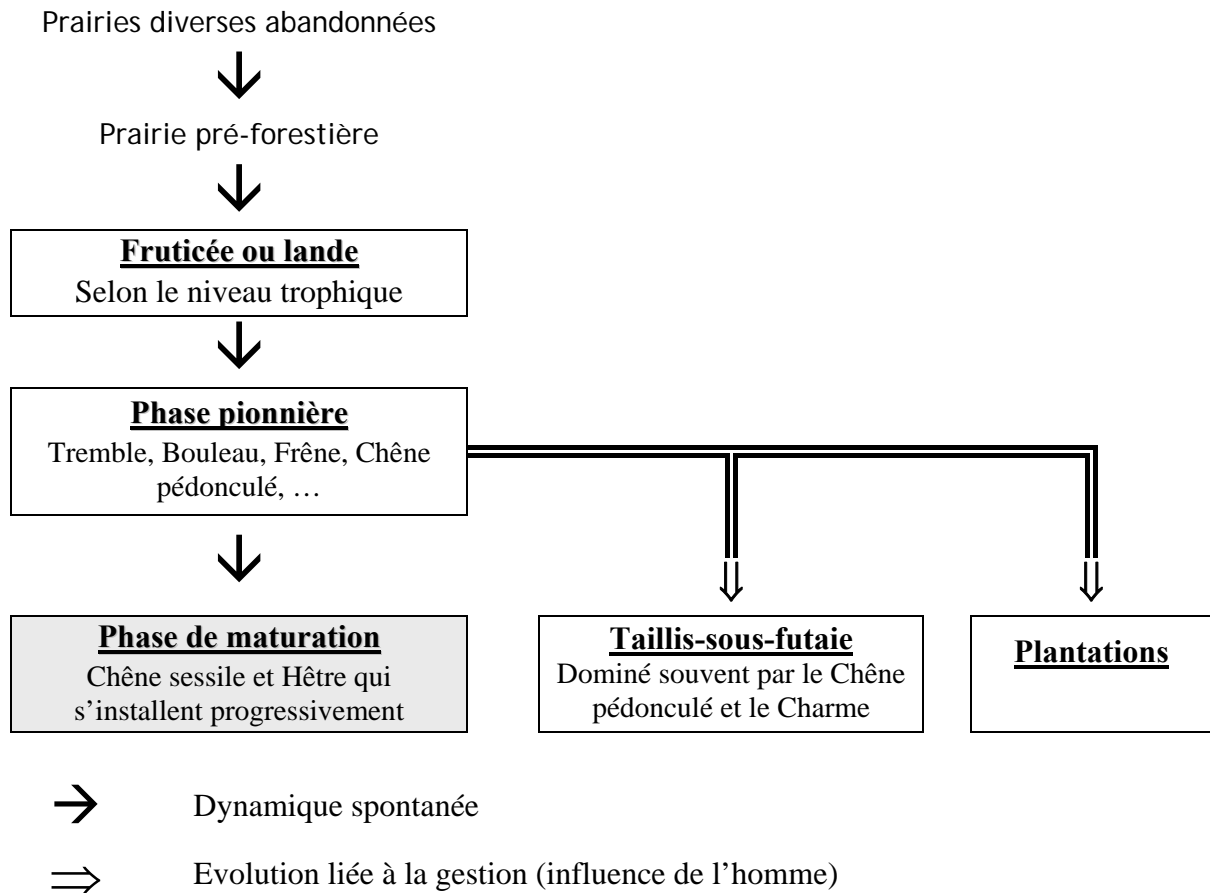 Prairies diverses abandonnées
Prairie pré-forestière
Fruticée ou lande
Selon le niveau trophique
Phase pionnière
Tremble, Bouleau, Frêne, Chêne
pédonculé, …
Phase de maturation
Chêne sessile et Hêtre qui
s'installent progressivement
Taillis-sous-futaie
Dominé souvent par le Chêne
pédonculé et le Charme
Plantations
Dynamique spontanée
Evolution liée à la gestion (influence de l'homme)